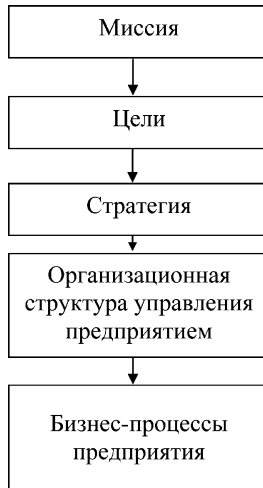 Миссия
Цели
Стратегия
Организационная
структура управления
предприятием
Бизнес-процессы
предприятия